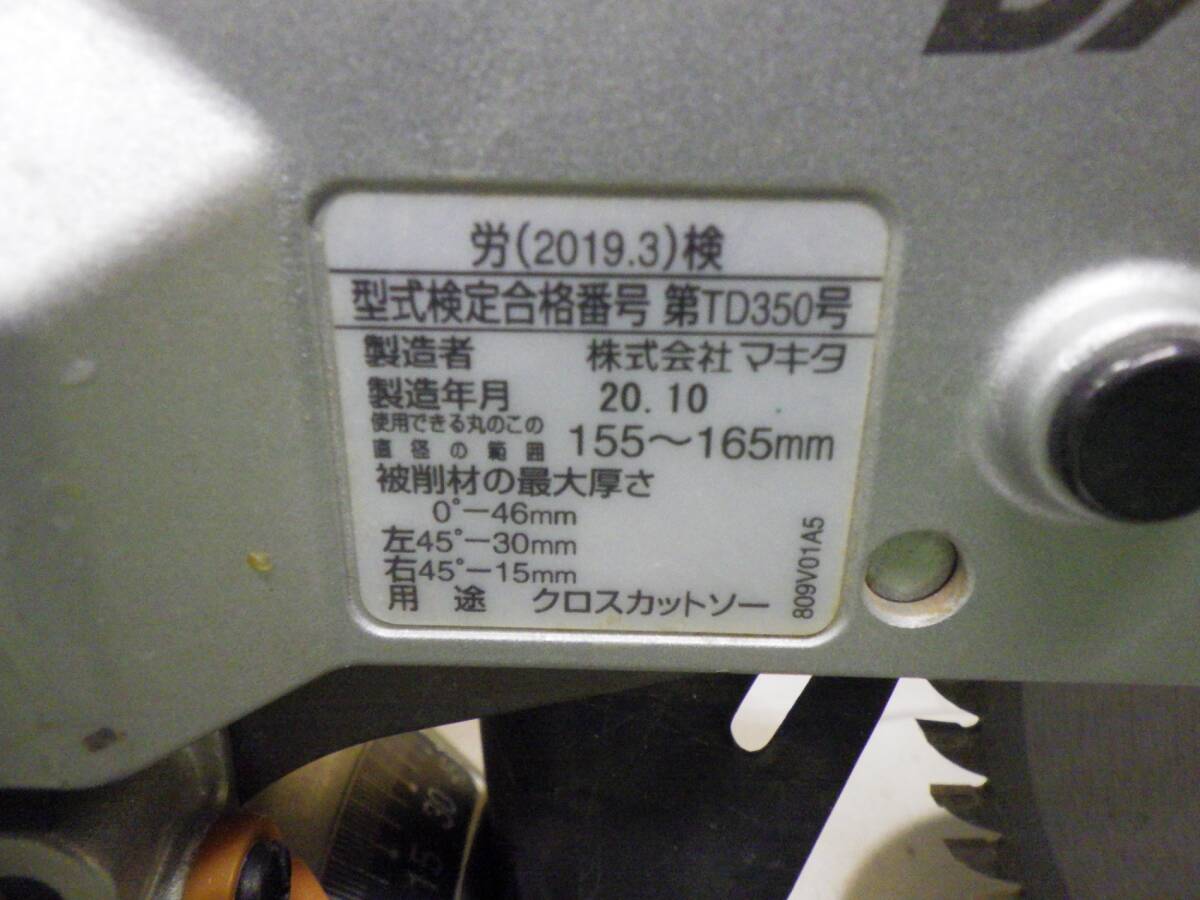 労(2019.3)検
型式検定合格番号 第TD350号
製造者 株式会社マキタ
製造年月 20.10
使用できる丸のこの
直径の範囲 155〜165mm
被削材の最大厚さ
0°−46mm
左45°−30mm
右45°−15mm
用途 クロスカットソー
809V01A5
30
45